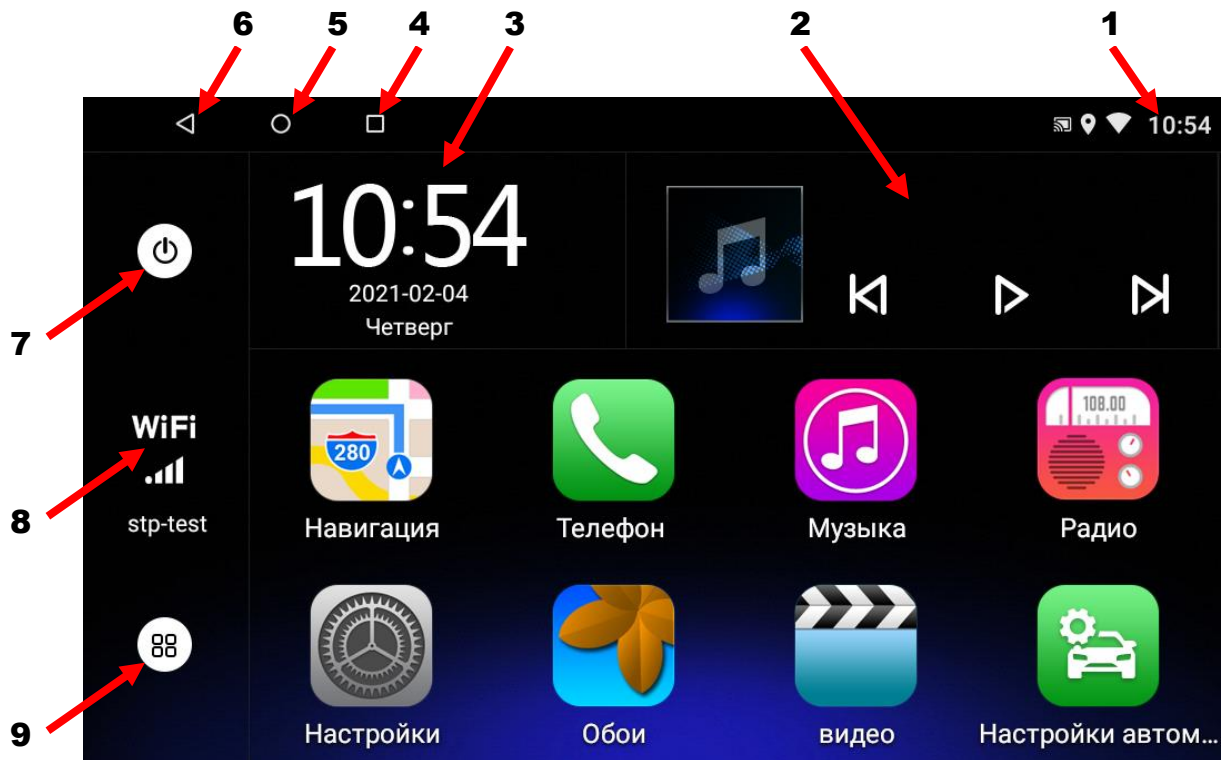 6 5 4 3 2 1
10:54
10:54
2021-02-04
Четверг
7
WiFi
8
stp-test
280
108.00
Навигация
Телефон
Музыка
Радио
9
Настройки
Обои
видео
Настройки автом...